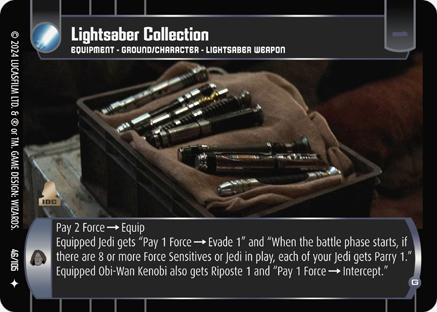 Lightsaber Collection
EQUIPMENT - GROUND/CHARACTER - LIGHTSABER WEAPON
© 2024 LUCASFILM LTD. & ® or TM. GAME DESIGN: WIZARDS.
46/105
IDC
Pay 2 Force → Equip
Equipped Jedi gets “Pay 1 Force → Evade 1” and “When the battle phase starts, if
there are 8 or more Force Sensitives or Jedi in play, each of your Jedi gets Parry 1.”
Equipped Obi-Wan Kenobi also gets Riposte 1 and “Pay 1 Force → Intercept.”
G